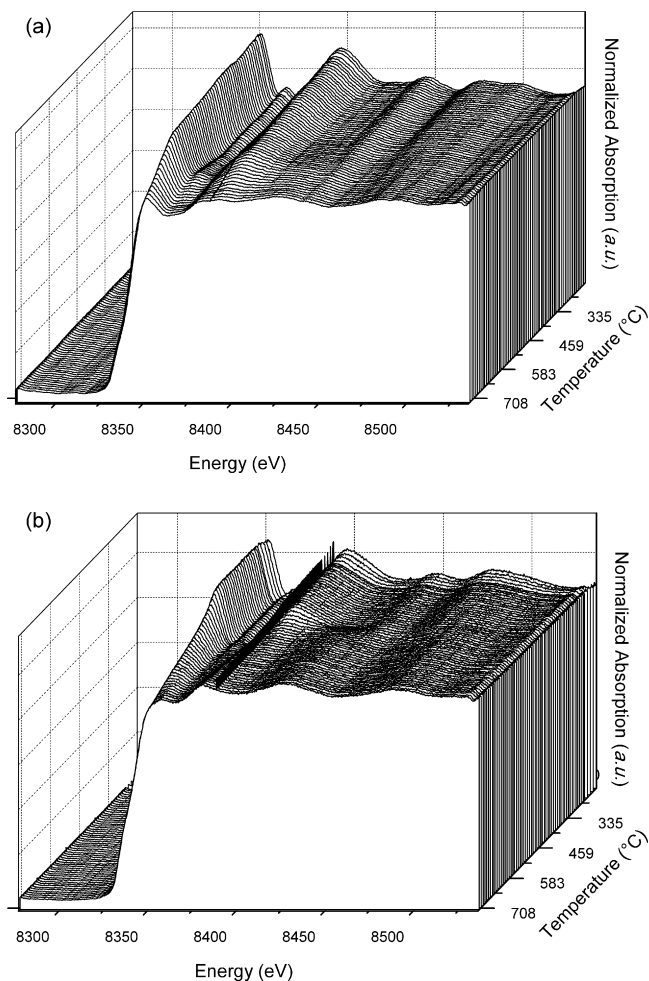 (a)
Normalized Absorption (a.u.)
335
459
583
708
Temperature (°C)
8300 8350 8400 8450 8500
Energy (eV)
(b)
Normalized Absorption (a.u.)
335
459
583
708
Temperature (°C)
8300 8350 8400 8450 8500
Energy (eV)